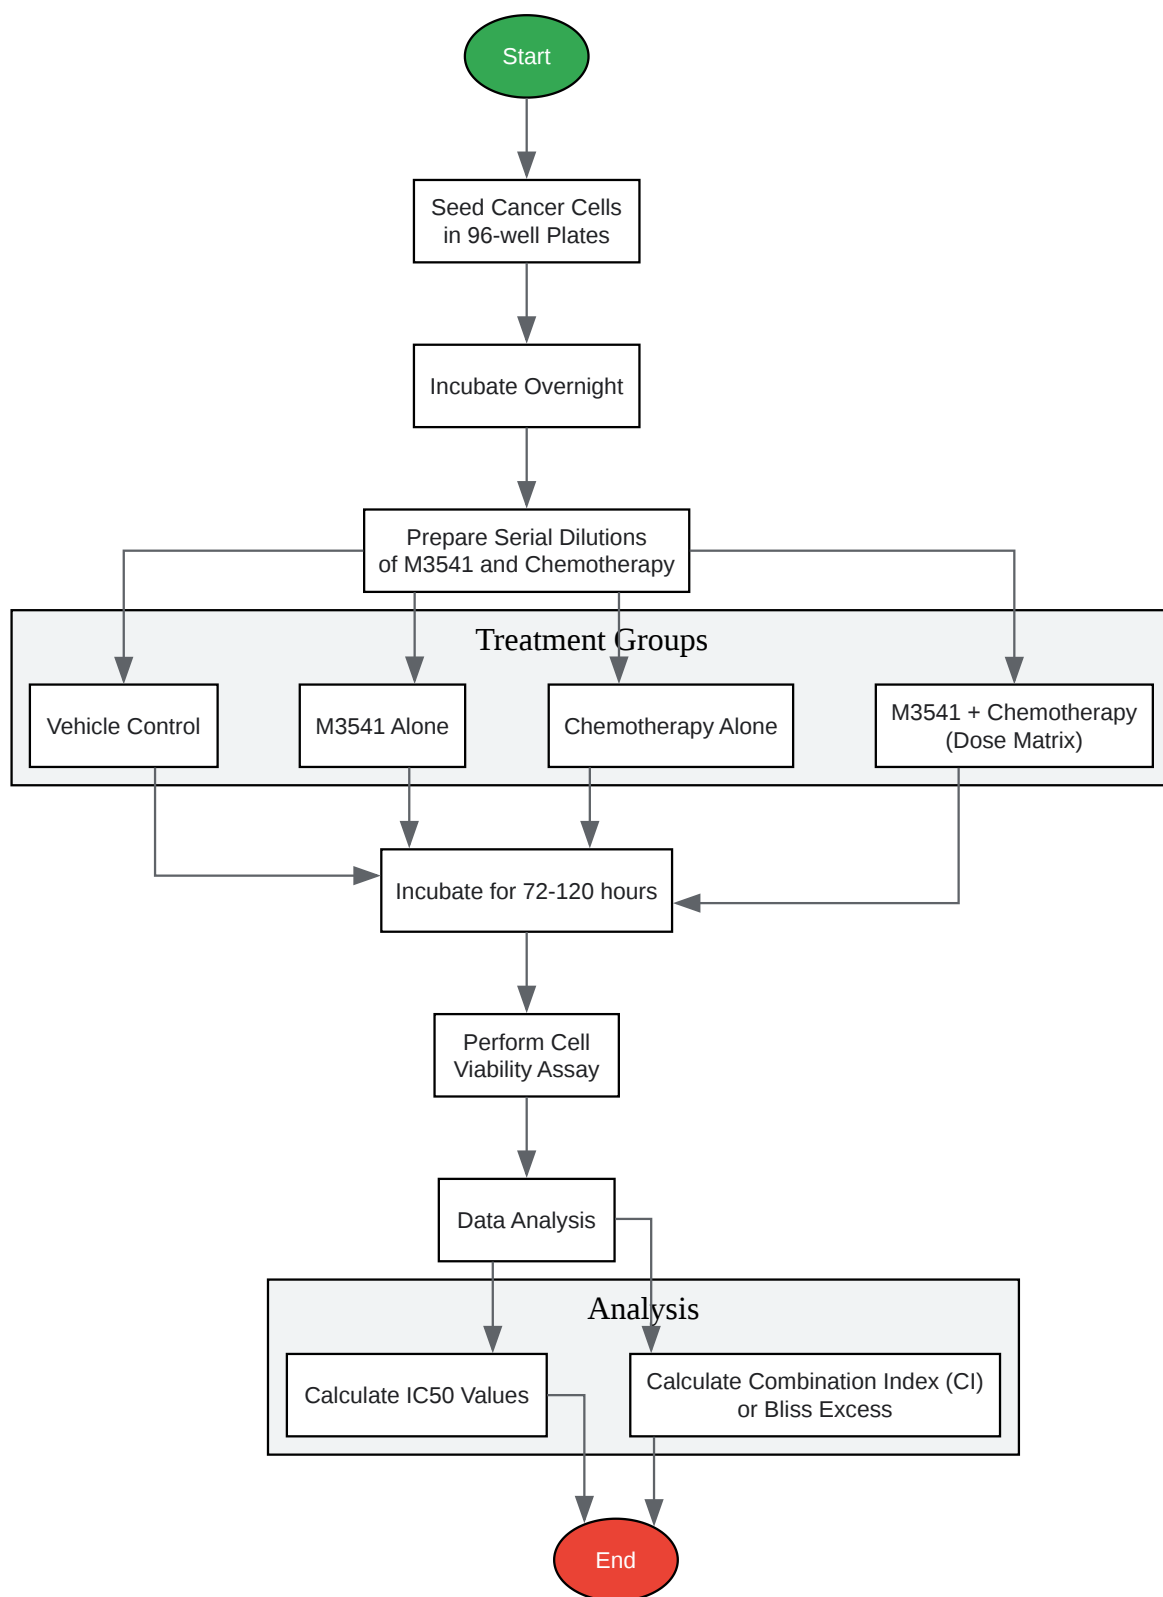 Start
Seed Cancer Cells
in 96-well Plates
Incubate Overnight
Prepare Serial Dilutions
of M3541 and Chemotherapy
Treatment Groups
Vehicle Control
M3541 Alone
Chemotherapy Alone
M3541 + Chemotherapy
(Dose Matrix)
Incubate for 72-120 hours
Perform Cell
Viability Assay
Data Analysis
Analysis
Calculate IC50 Values
Calculate Combination Index (CI)
or Bliss Excess
End